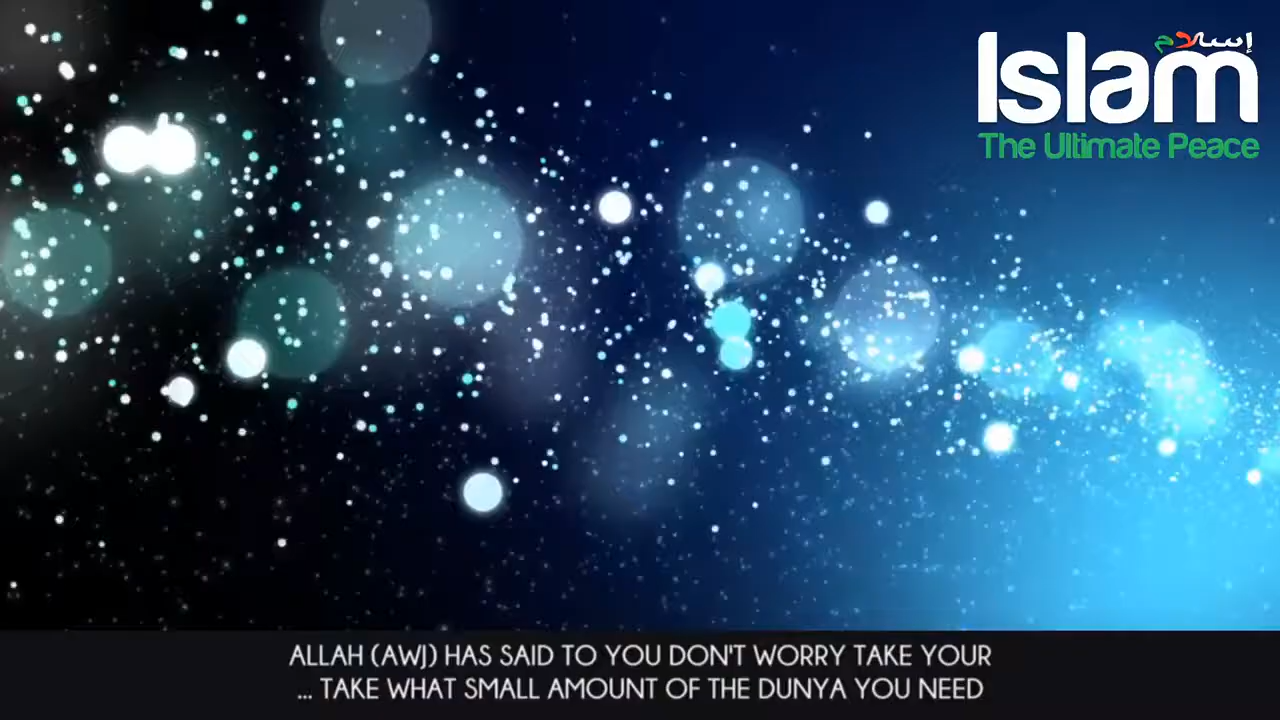 إسلام
Islam
The Ultimate Peace
ALLAH (AWJ) HAS SAID TO YOU DON'T WORRY TAKE YOUR
... TAKE WHAT SMALL AMOUNT OF THE DUNYA YOU NEED